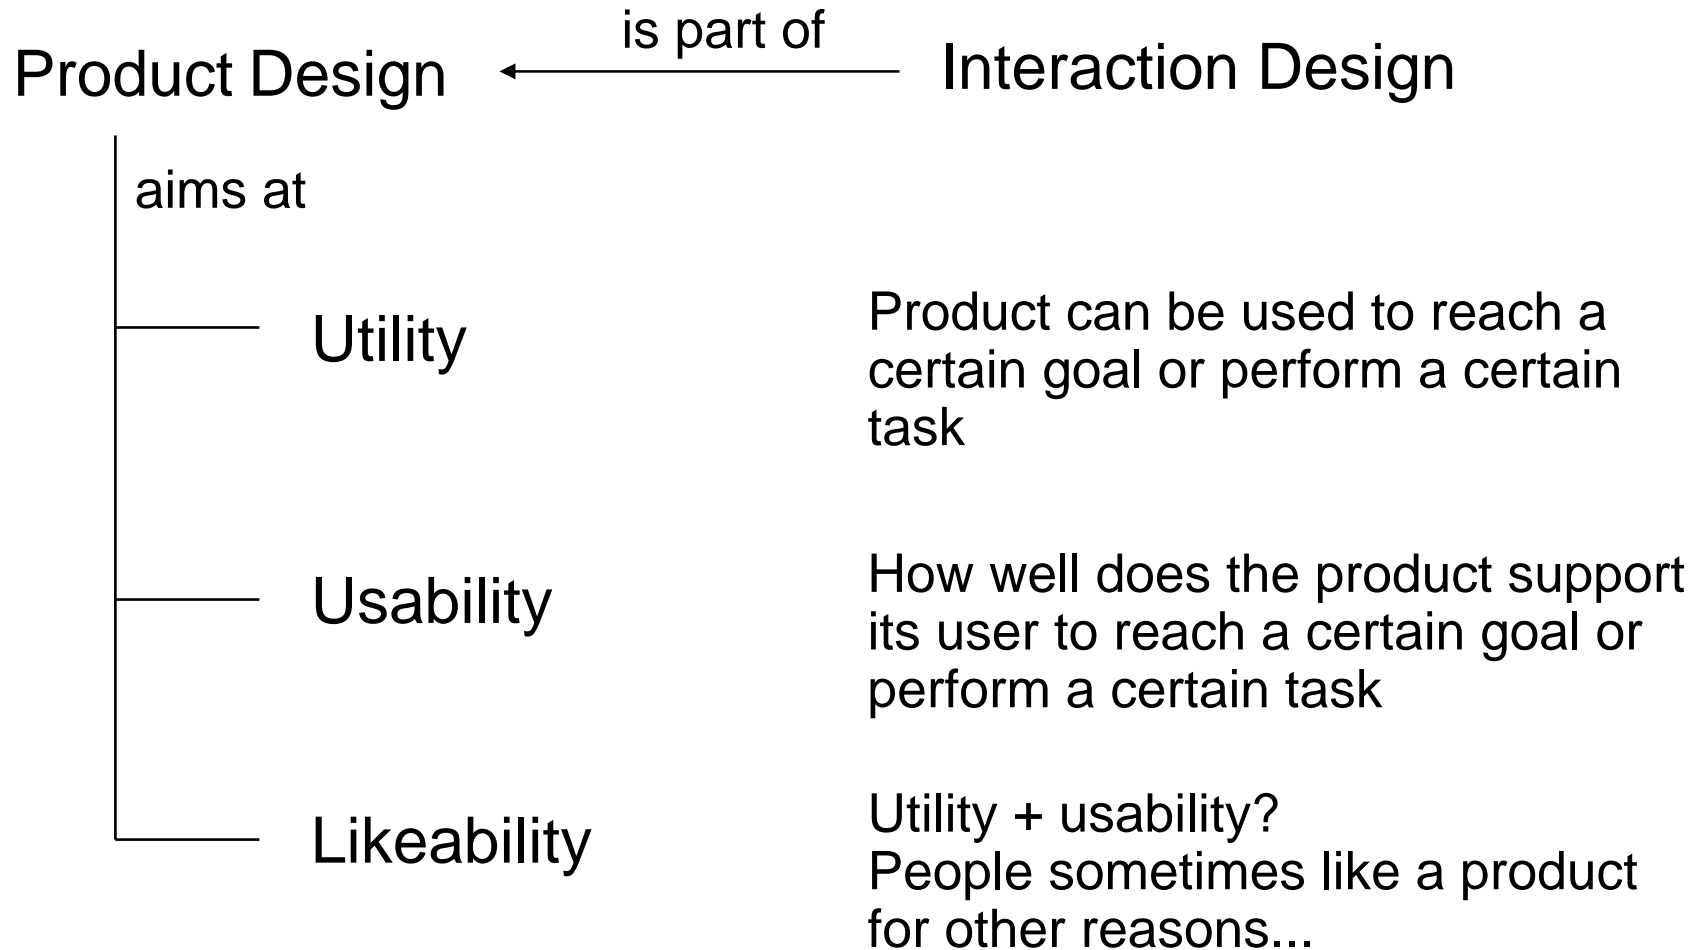 is part of
Product Design
Interaction Design
aims at
Utility
Product can be used to reach a
certain goal or perform a certain
task
Usability
How well does the product support
its user to reach a certain goal or
perform a certain task
Likeability
Utility + usability?
People sometimes like a product
for other reasons...